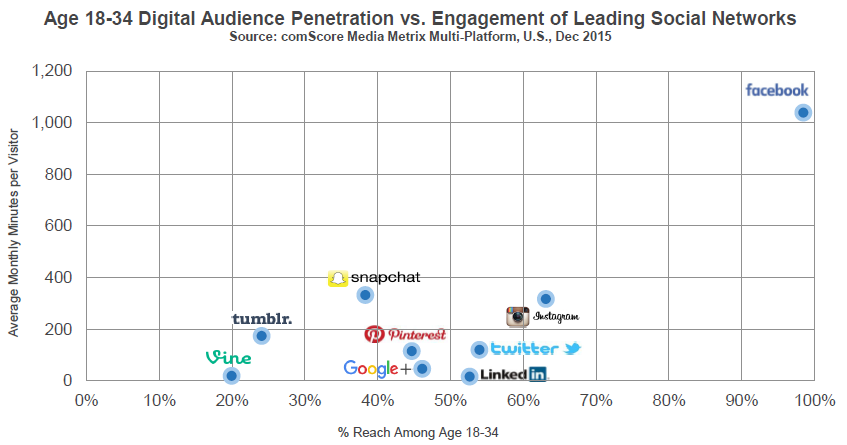 Age 18-34 Digital Audience Penetration vs. Engagement of Leading Social Networks
Source: comScore Media Metrix Multi-Platform, U.S., Dec 2015
Average Monthly Minutes per Visitor
1,200
1,000
800
600
400
200
0
facebook
snapchat
Instagram
tumblr.
Pinterest
twitter
Vine
Google+
Linked in
0%
10%
20%
30%
40%
50%
60%
70%
80%
90%
100%
% Reach Among Age 18-34